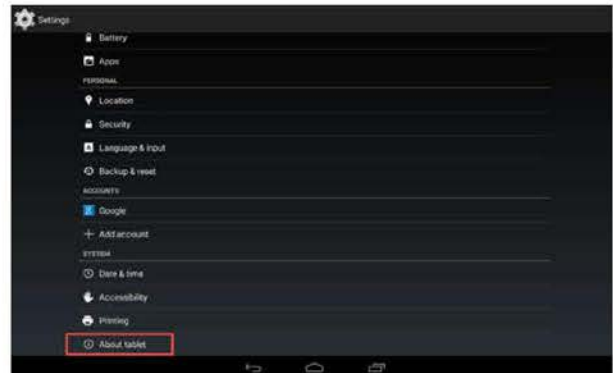 Settings
Battery
Apps
PERSONAL
Location
Security
Language & input
Backup & reset
ACCOUNTS
Google
Add account
SYSTEM
Date & time
Accessibility
Printing
About tablet